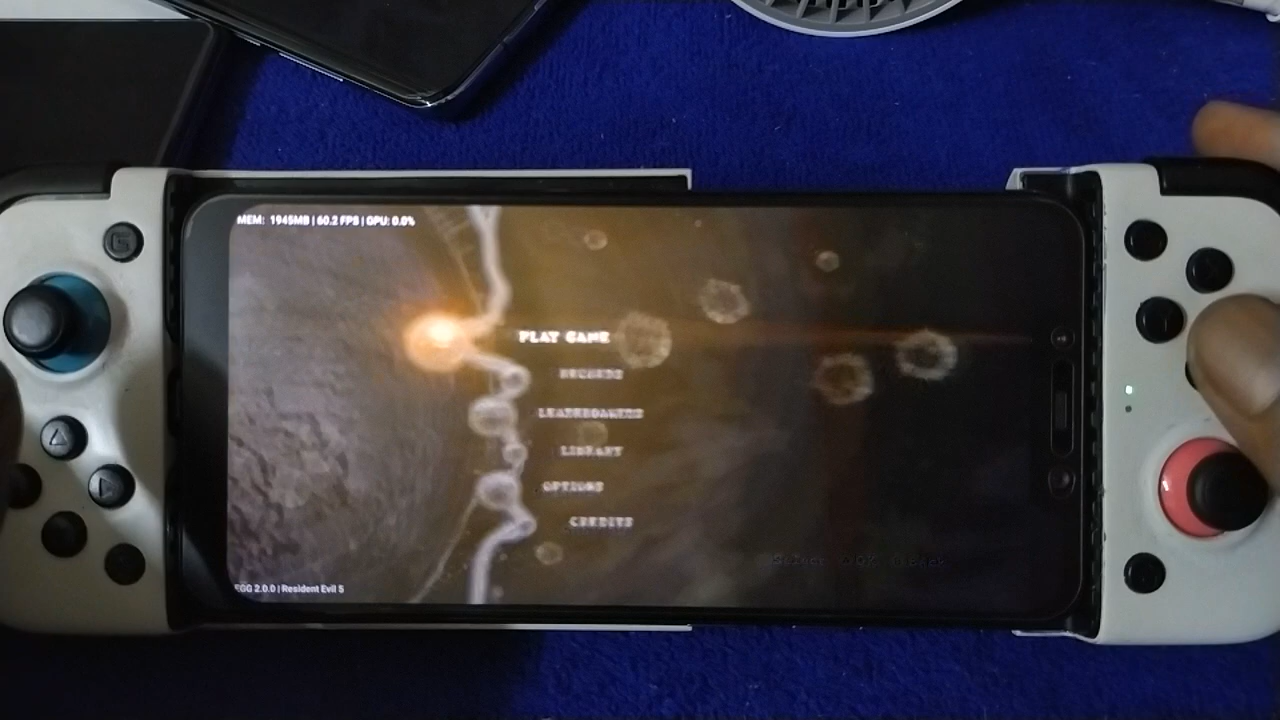 MEM: 1945MB | 60.2 FPS | GPU: 0.0%
PLAY GAME
RECORDS
LEADERBOARDS
LIBRARY
OPTIONS
CREDITS
EGG 2.0.0 | Resident Evil 5
Select